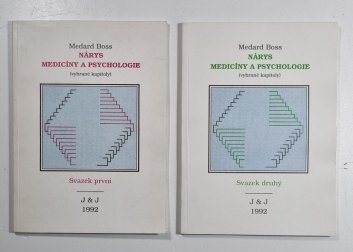 Medard Boss
NÁRYS
MEDICÍNY A PSYCHOLOGIE
(vybrané kapitoly)
Svazek první
J & J
1992
Medard Boss
NÁRYS
MEDICÍNY A PSYCHOLOGIE
(vybrané kapitoly)
Svazek druhý
J & J
1992